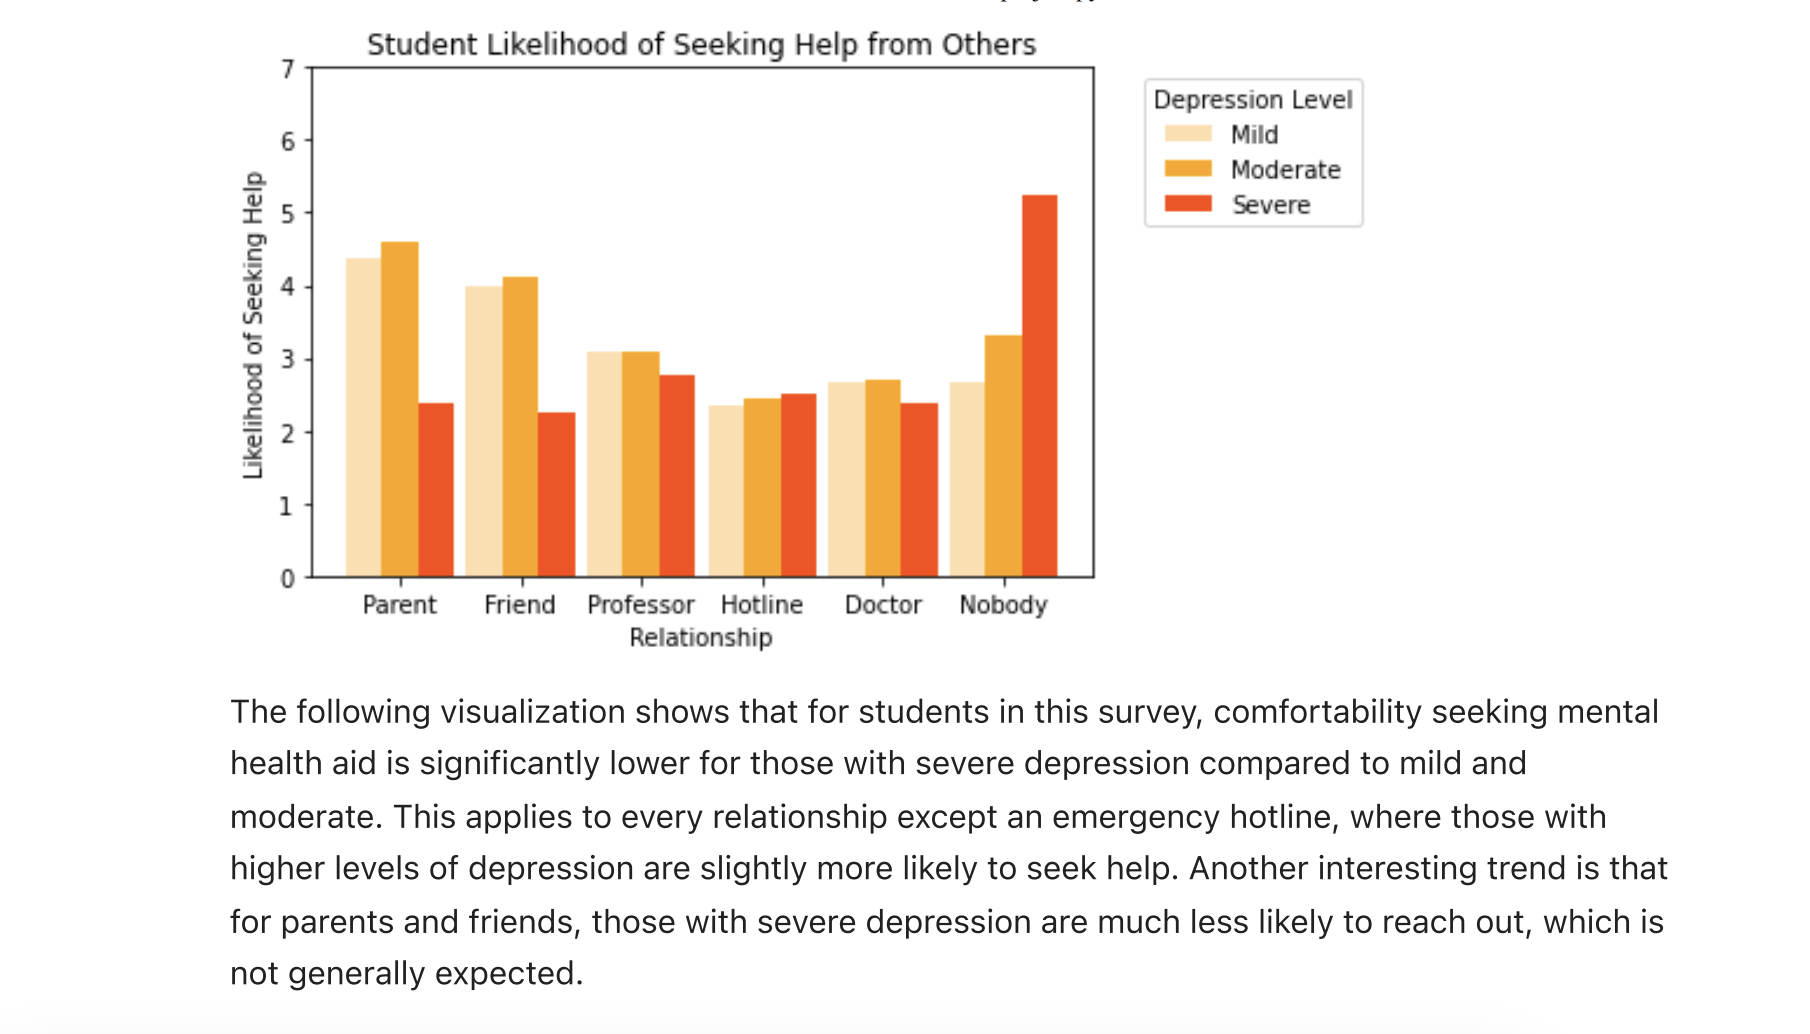 Student Likelihood of Seeking Help from Others
7
6
5
4
3
2
1
0
Likelihood of Seeking Help
Parent Friend Professor Hotline Doctor Nobody
Relationship
Depression Level
Mild
Moderate
Severe
The following visualization shows that for students in this survey, comfortability seeking mental
health aid is significantly lower for those with severe depression compared to mild and
moderate. This applies to every relationship except an emergency hotline, where those with
higher levels of depression are slightly more likely to seek help. Another interesting trend is that
for parents and friends, those with severe depression are much less likely to reach out, which is
not generally expected.